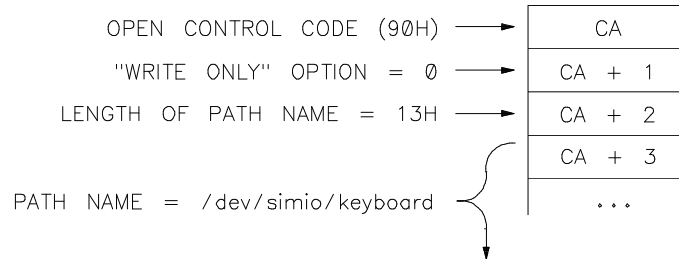 OPEN CONTROL CODE (90H) CA
"WRITE ONLY" OPTION = 0 CA + 1
LENGTH OF PATH NAME = 13H CA + 2
CA + 3
PATH NAME = /dev/simio/keyboard ...